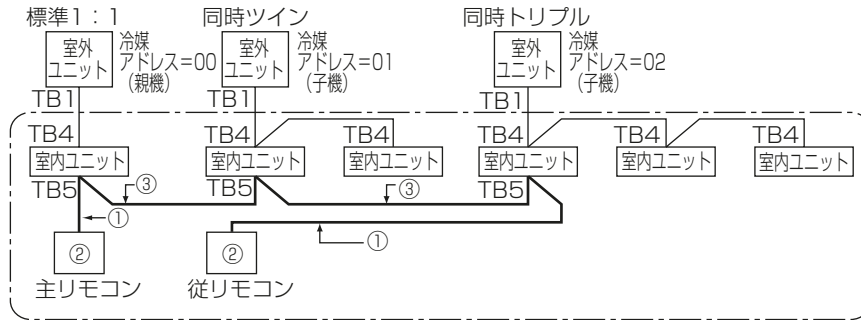 標準1：1
同時ツイン
同時トリプル
室外
ユニット
冷媒
アドレス=00
(親機)
室外
ユニット
冷媒
アドレス=01
(子機)
室外
ユニット
冷媒
アドレス=02
(子機)
TB1
TB1
TB1
TB4
TB4
TB4
TB4
TB4
TB4
室内ユニット
室内ユニット
室内ユニット
室内ユニット
室内ユニット
室内ユニット
TB5
TB5
TB5
③
③
①
①
②
②
主リモコン
従リモコン